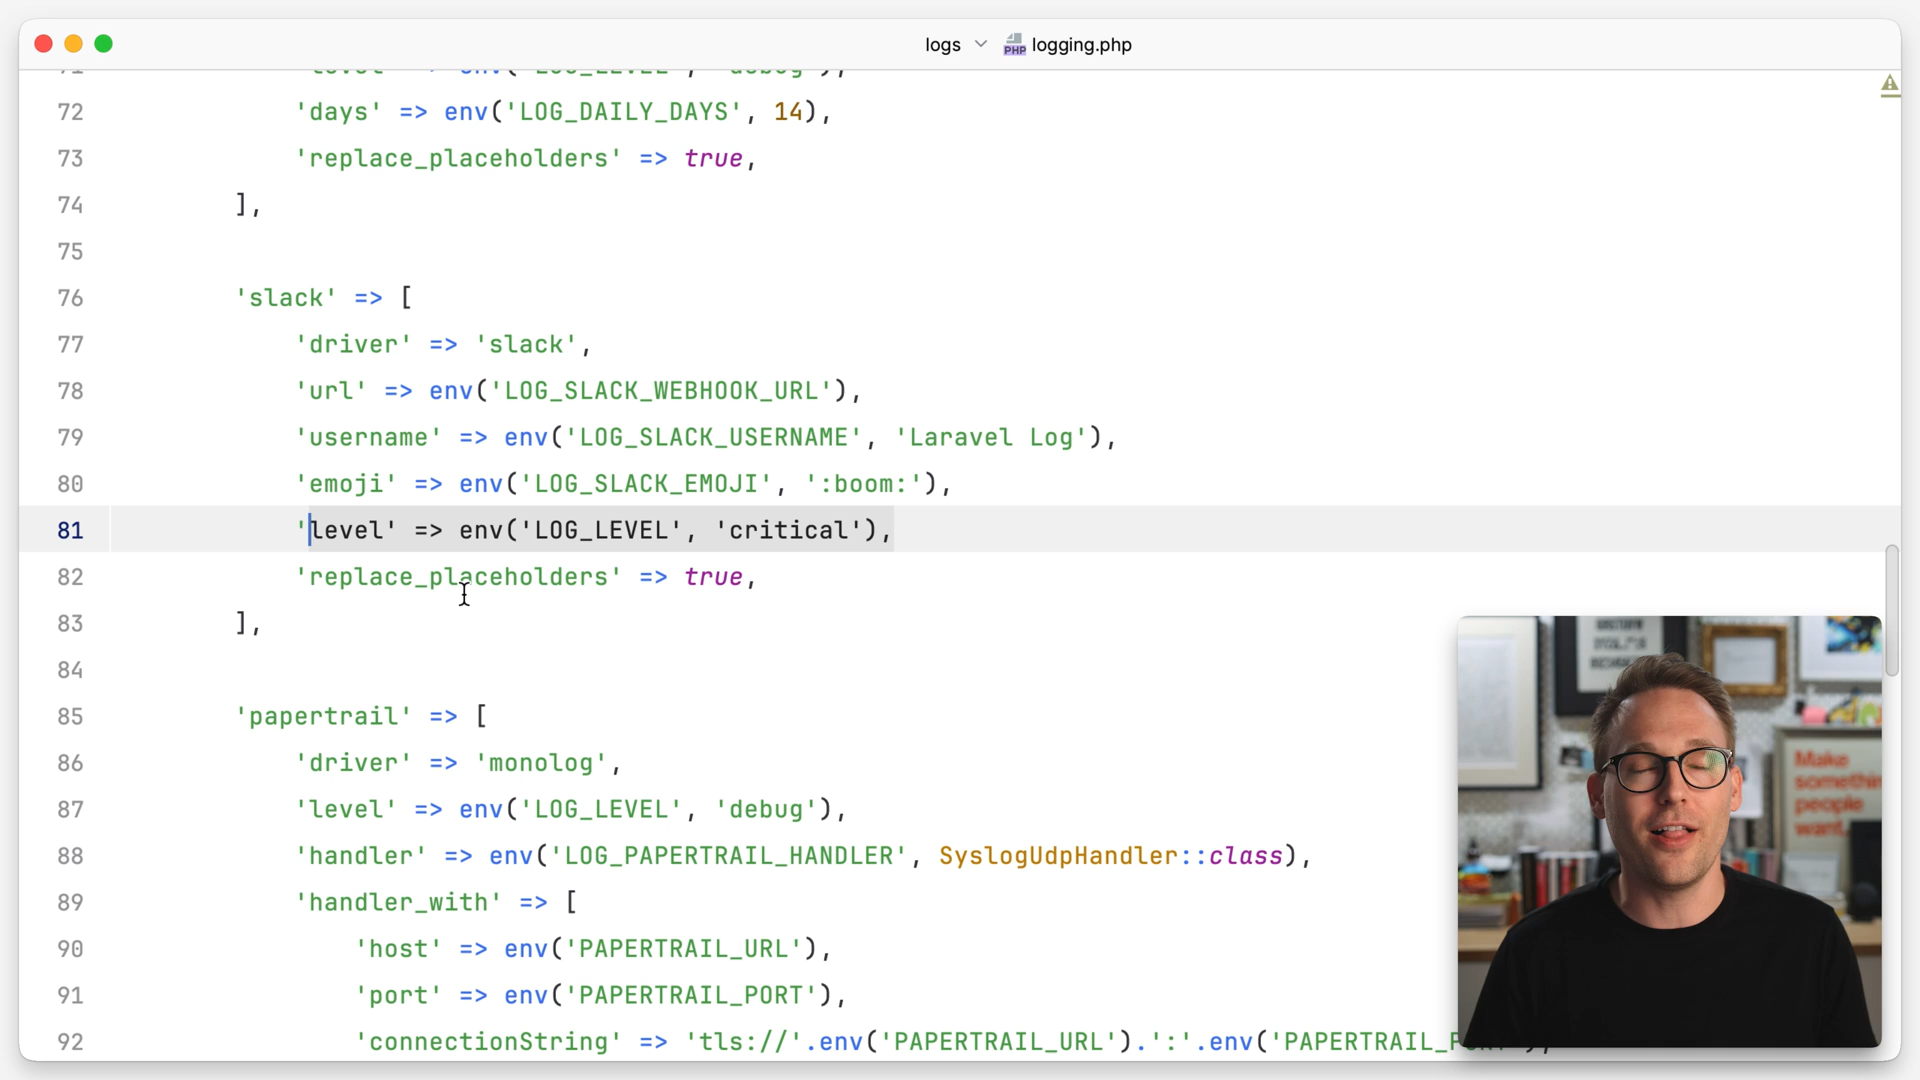 logs logging.php
72 'days' => env('LOG_DAILY_DAYS', 14),
73 'replace_placeholders' => true,
74 ],
75
76 'slack' => [
77 'driver' => 'slack',
78 'url' => env('LOG_SLACK_WEBHOOK_URL'),
79 'username' => env('LOG_SLACK_USERNAME', 'Laravel Log'),
80 'emoji' => env('LOG_SLACK_EMOJI', ':boom:'),
81 'level' => env('LOG_LEVEL', 'critical'),
82 'replace_placeholders' => true,
83 ],
84
85 'papertrail' => [
86 'driver' => 'monolog',
87 'level' => env('LOG_LEVEL', 'debug'),
88 'handler' => env('LOG_PAPERTRAIL_HANDLER', SyslogUdpHandler::class),
89 'handler_with' => [
90 'host' => env('PAPERTRAIL_URL'),
91 'port' => env('PAPERTRAIL_PORT'),
92 'connectionString' => 'tls://'.env('PAPERTRAIL_URL').':'.env('PAPERTRAIL_
Make
people
want